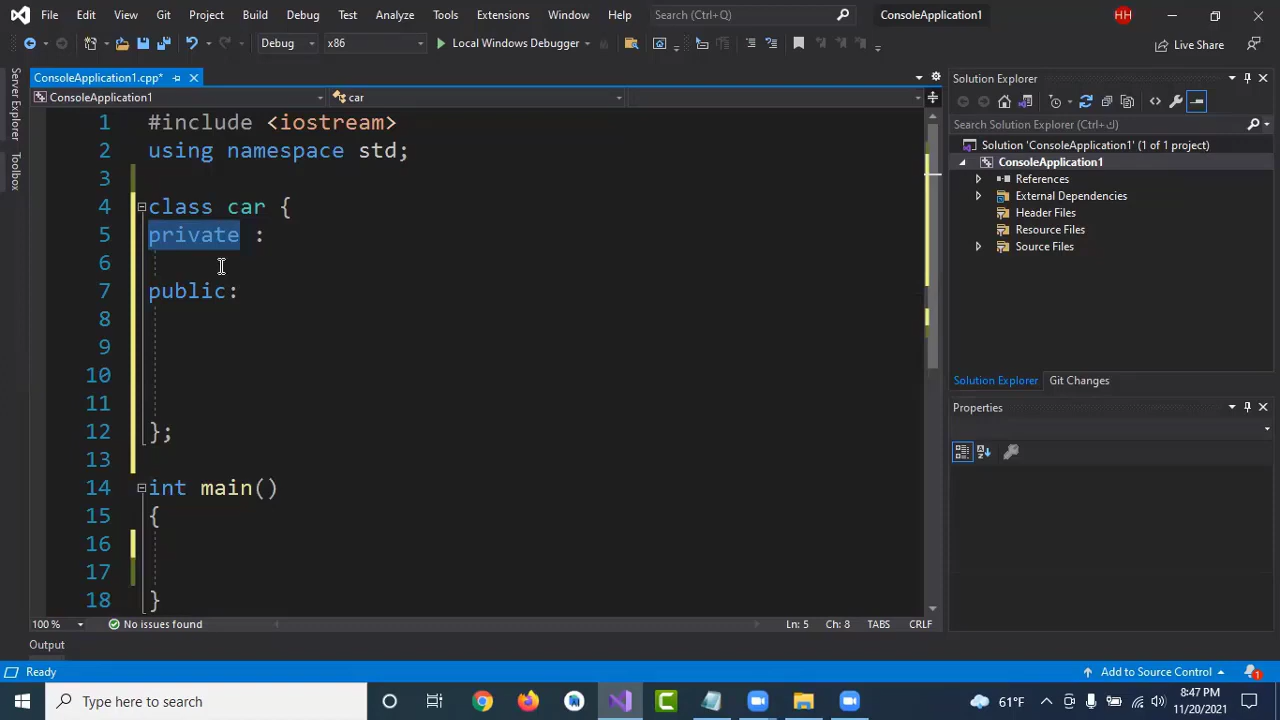 File Edit View Git Project Build Debug Test Analyze Tools Extensions Window Help Search (Ctrl+Q) ConsoleApplication1 HH
Debug x86 Local Windows Debugger Live Share
Server Explorer
Toolbox
ConsoleApplication1.cpp*
ConsoleApplication1 car
1 #include <iostream>
2 using namespace std;
3
4 class car {
5 private :
6
7 public:
8
9
10
11
12 };
13
14 int main()
15 {
16
17
18 }
100 % No issues found Ln: 5 Ch: 8 TABS CRLF
Output
Solution Explorer
Search Solution Explorer (Ctrl+ك)
Solution 'ConsoleApplication1' (1 of 1 project)
ConsoleApplication1
References
External Dependencies
Header Files
Resource Files
Source Files
Solution Explorer Git Changes
Properties
Ready Add to Source Control 1
Type here to search 61°F 8:47 PM
11/20/2021